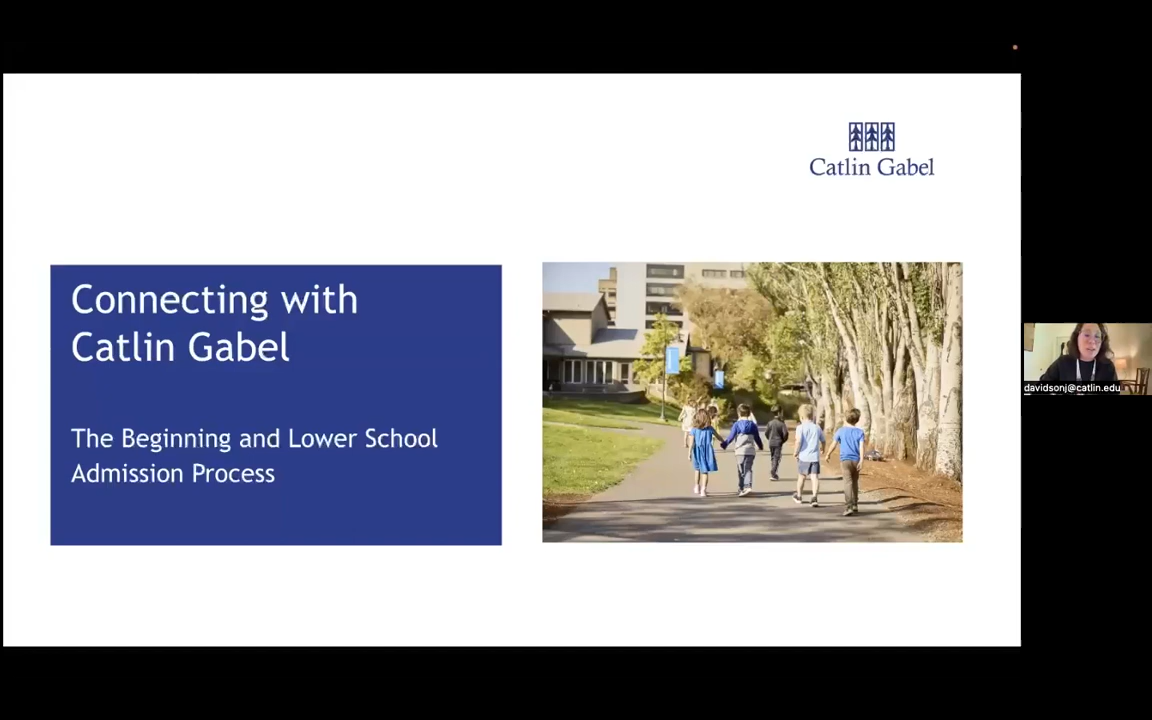 Catlin Gabel
Connecting with
Catlin Gabel
The Beginning and Lower School
Admission Process
davidsonj@catlin.edu